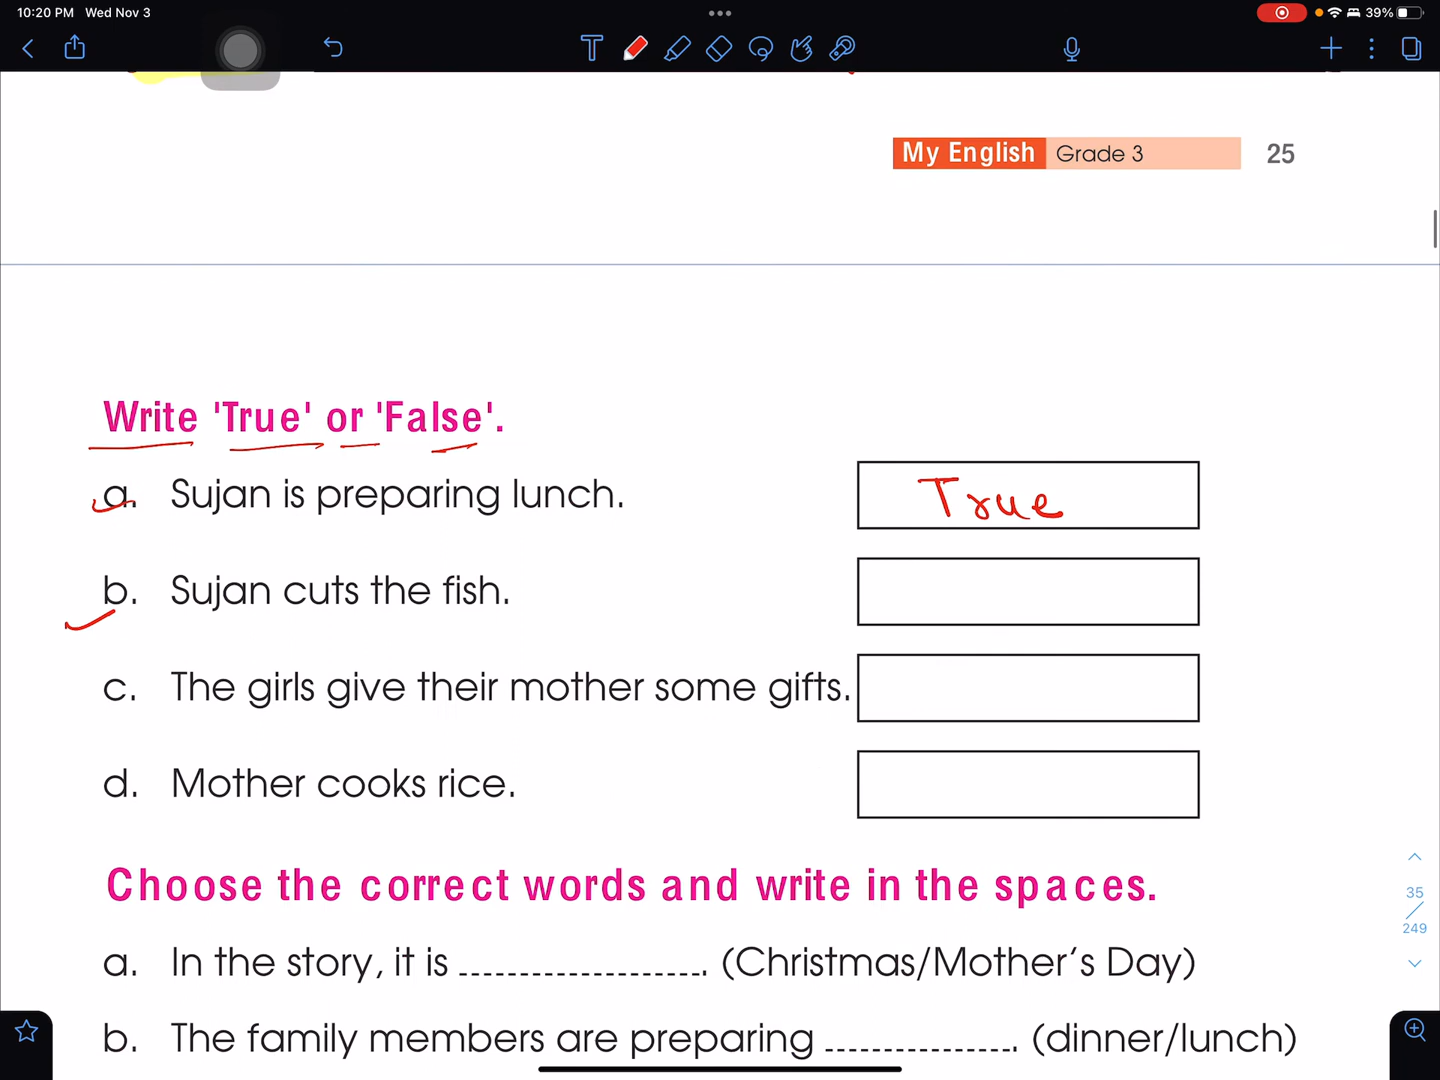 10:20 PM Wed Nov 3
39%
My English Grade 3 25
Write 'True' or 'False'.
a. Sujan is preparing lunch. True
b. Sujan cuts the fish.
c. The girls give their mother some gifts.
d. Mother cooks rice.
Choose the correct words and write in the spaces.
a. In the story, it is ____________________. (Christmas/Mother's Day)
b. The family members are preparing ________________. (dinner/lunch)
35
249